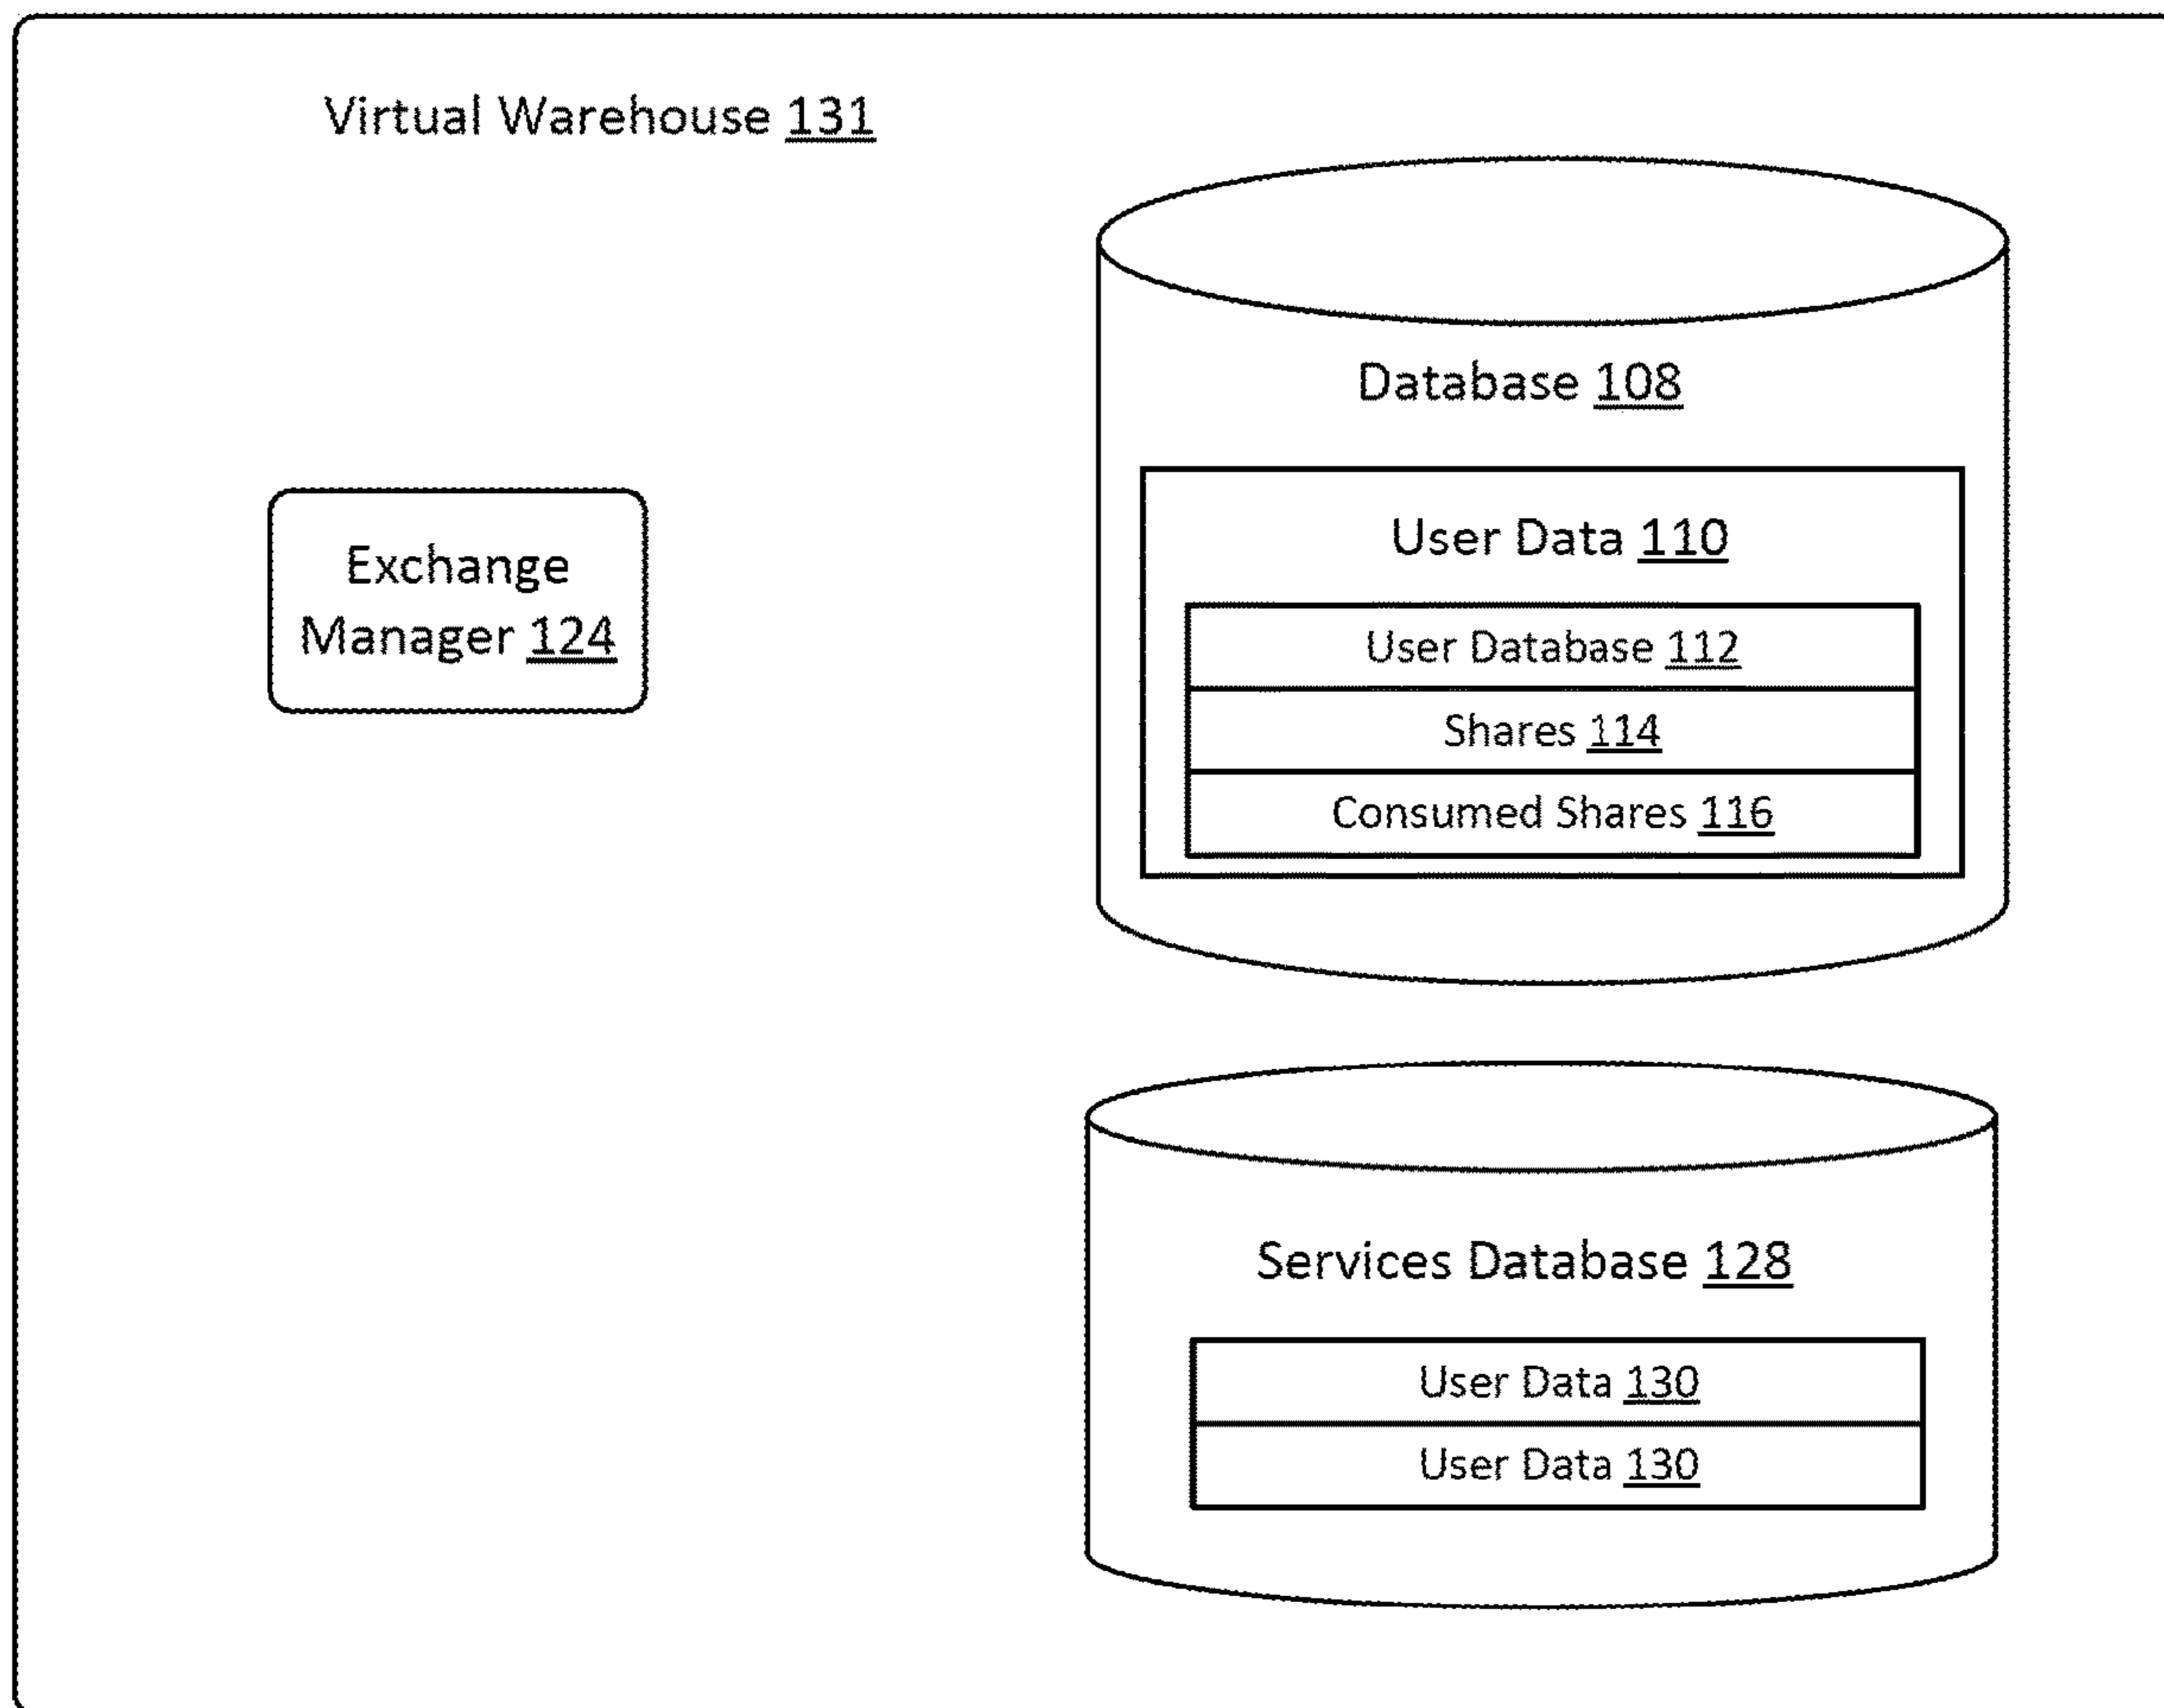 Virtual Warehouse 131
Database 108
User Data 110
Exchange
Manager 124
User Database 112
Shares 114
Consumed Shares 116
Services Database 128
User Data 130
User Data 130